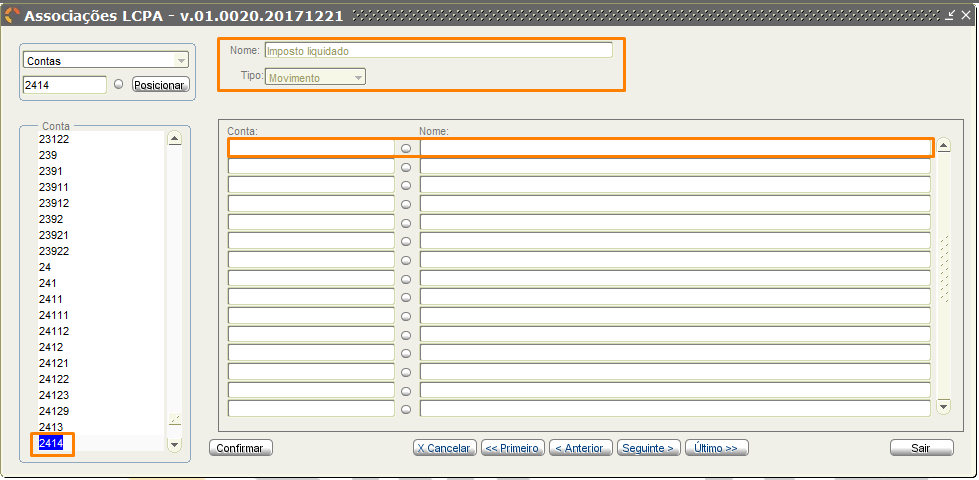 Associações LCPA - v.01.0020.20171221
Contas
2414
Posicionar
Nome: Imposto liquidado
Tipo: Movimento
Conta
23122
239
2391
23911
23912
2392
23921
23922
24
241
2411
24111
24112
2412
24121
24122
24123
24129
2413
2414
Conta: Nome:
Confirmar X Cancelar << Primeiro < Anterior Seguinte > Último >> Sair